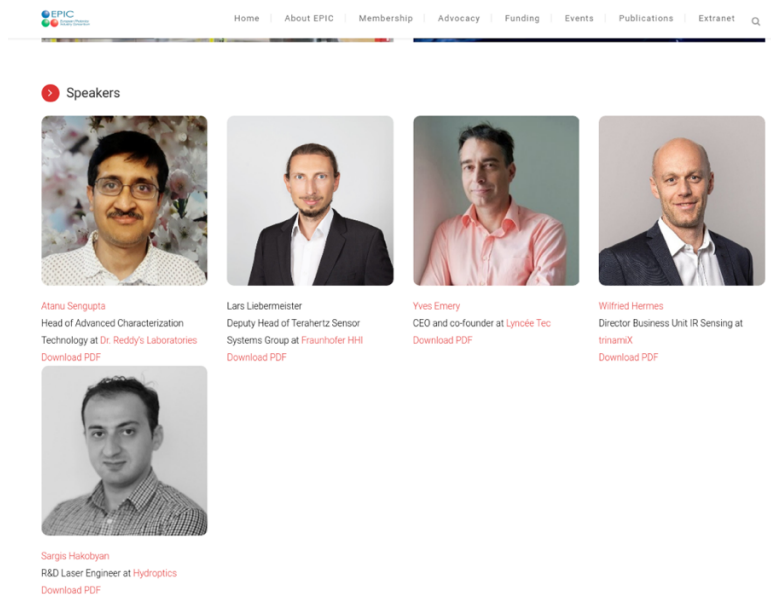 EPIC
Home
About EPIC
Membership
Advocacy
Funding
Events
Publications
Extranet
Speakers
Atanu Sengupta
Head of Advanced Characterization
Technology at Dr. Reddy's Laboratories
Download PDF
Lars Liebermeister
Deputy Head of Terahertz Sensor
Systems Group at Fraunhofer HHI
Download PDF
Yves Emery
CEO and co-founder at Lyncée Tec
Download PDF
Wilfried Hermes
Director Business Unit IR Sensing at
trinamiX
Download PDF
Sargis Hakobyan
R&D Laser Engineer at Hydroptics
Download PDF